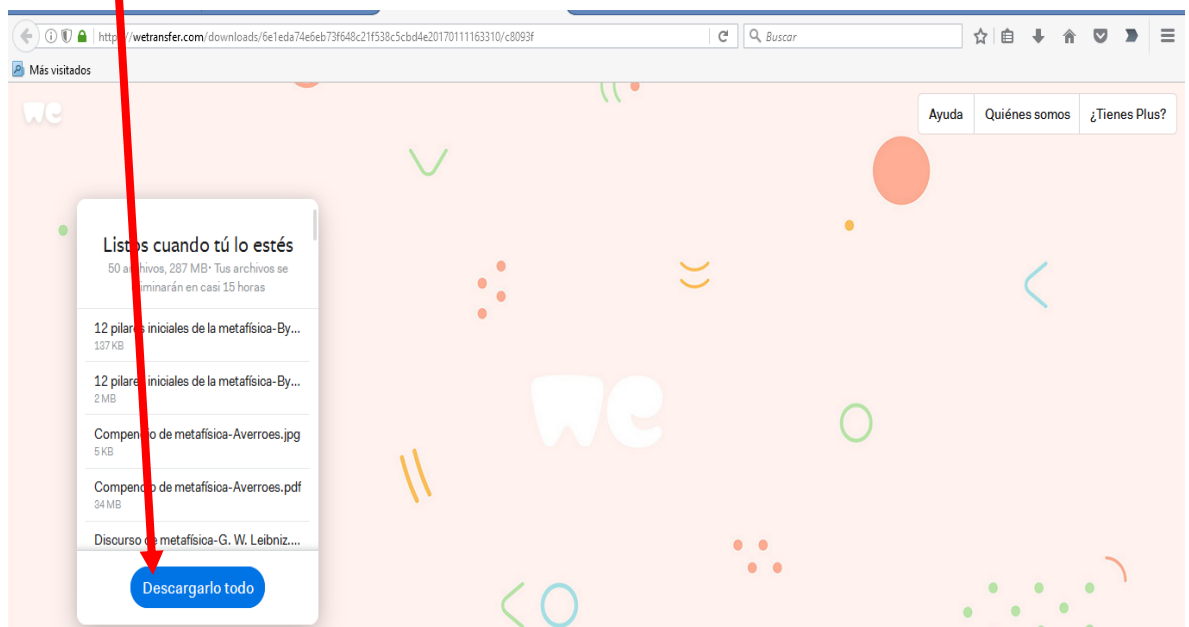 https://wetransfer.com/downloads/6e1eda74e6eb73f648c21f538c5cbd4e20170111163310/c8093f
Buscar
Más visitados
we
Ayuda Quiénes somos ¿Tienes Plus?
Listos cuando tú lo estés
50 archivos, 287 MB· Tus archivos se
eliminarán en casi 15 horas
12 pilares iniciales de la metafísica-By...
137 KB
12 pilares iniciales de la metafísica-By...
2 MB
Compendio de metafísica-Averroes.jpg
5 KB
Compendio de metafísica-Averroes.pdf
34 MB
Discurso de metafísica-G. W. Leibniz....
we
Descargarlo todo